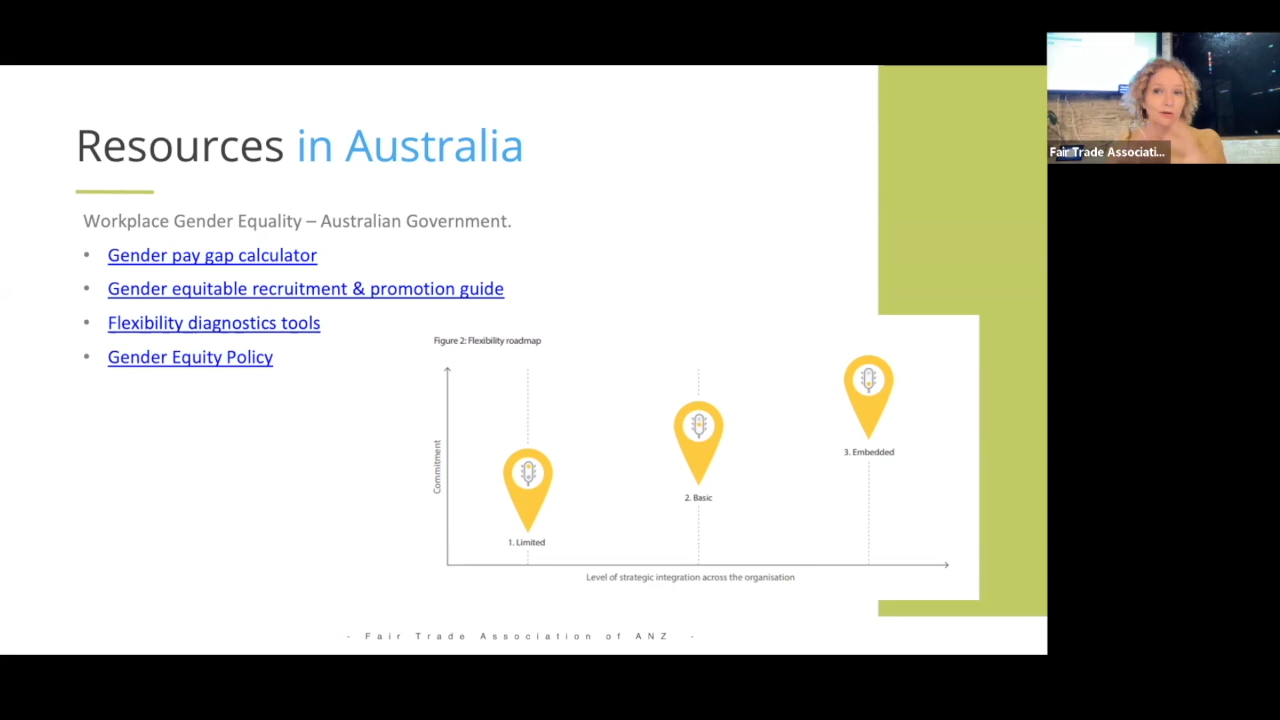 Resources in Australia
Workplace Gender Equality – Australian Government.
• Gender pay gap calculator
• Gender equitable recruitment & promotion guide
• Flexibility diagnostics tools
• Gender Equity Policy
Figure 2: Flexibility roadmap
Commitment
1. Limited
2. Basic
3. Embedded
Level of strategic integration across the organisation
- Fair Trade Association of ANZ -
Fair Trade Associati...